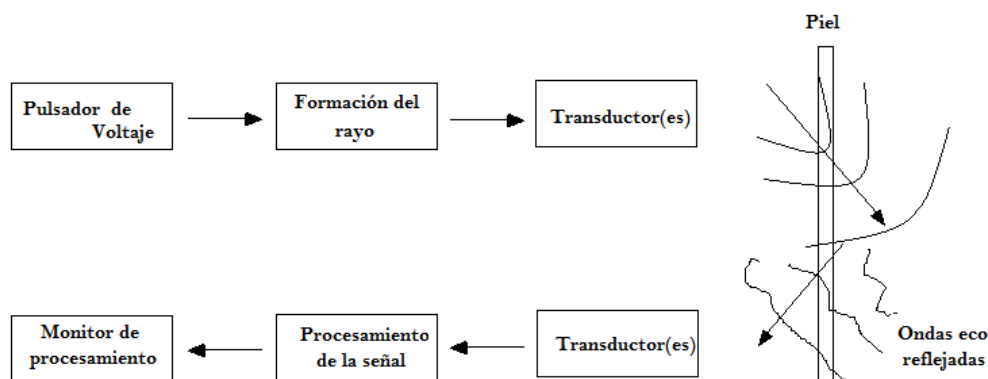 Piel
Pulsador de
Voltaje
Formación del
rayo
Transductor(es)
Monitor de
procesamiento
Procesamiento
de la señal
Transductor(es)
Ondas eco
reflejadas